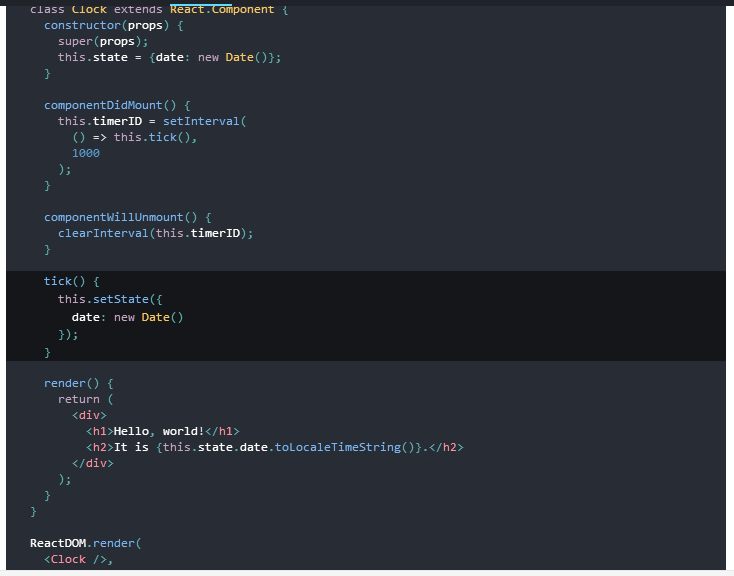 class Clock extends React.Component {
  constructor(props) {
    super(props);
    this.state = {date: new Date()};
  }

  componentDidMount() {
    this.timerID = setInterval(
      () => this.tick(),
      1000
    );
  }

  componentWillUnmount() {
    clearInterval(this.timerID);
  }

  tick() {
    this.setState({
      date: new Date()
    });
  }

  render() {
    return (
      <div>
        <h1>Hello, world!</h1>
        <h2>It is {this.state.date.toLocaleTimeString()}.</h2>
      </div>
    );
  }
}

ReactDOM.render(
  <Clock />,